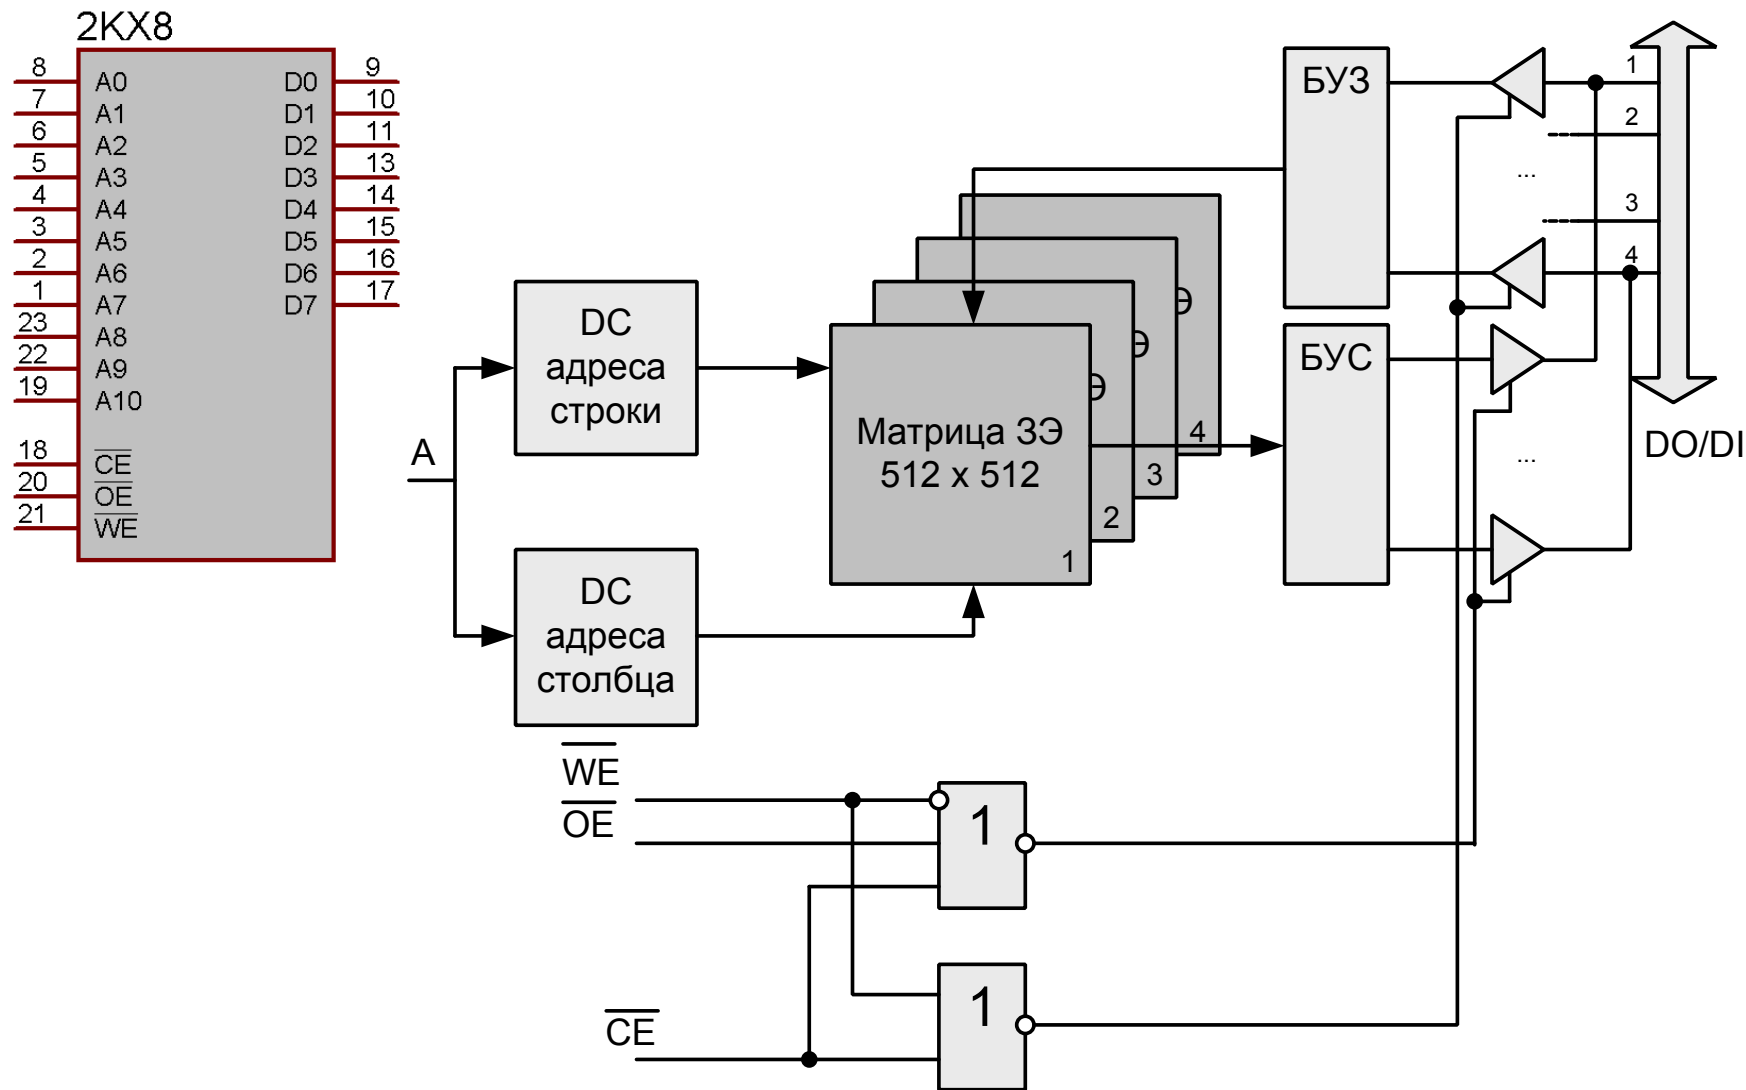 2KX8
8 A0 D0 9
7 A1 D1 10
6 A2 D2 11
5 A3 D3 13
4 A4 D4 14
3 A5 D5 15
2 A6 D6 16
1 A7 D7 17
23 A8
22 A9
19 A10
18 CE
20 OE
21 WE
A
DC
адреса
строки
DC
адреса
столбца
Матрица ЗЭ
512 x 512
1
Э
2
Э
3
Э
4
БУЗ
БУС
1
2
...
3
4
...
DO/DI
WE
OE
CE
1
1